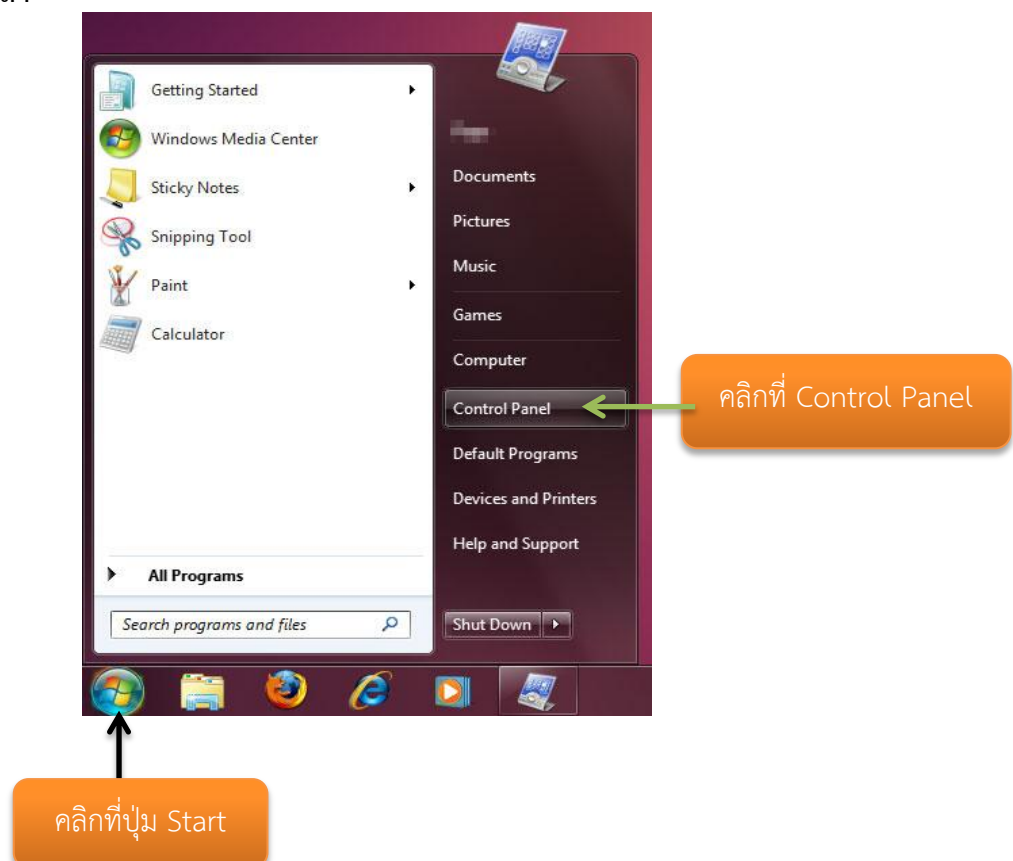 Getting Started
Windows Media Center
Sticky Notes
Snipping Tool
Paint
Calculator
All Programs
Search programs and files
Documents
Pictures
Music
Games
Computer
Control Panel
Default Programs
Devices and Printers
Help and Support
Shut Down
คลิกที่ Control Panel
คลิกที่ปุ่ม Start